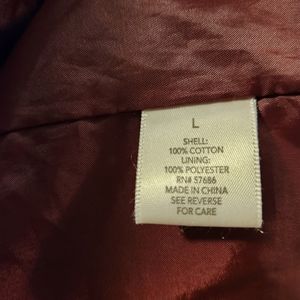 L
SHELL:
100% COTTON
LINING:
100% POLYESTER
RN# 57686
MADE IN CHINA
SEE REVERSE
FOR CARE